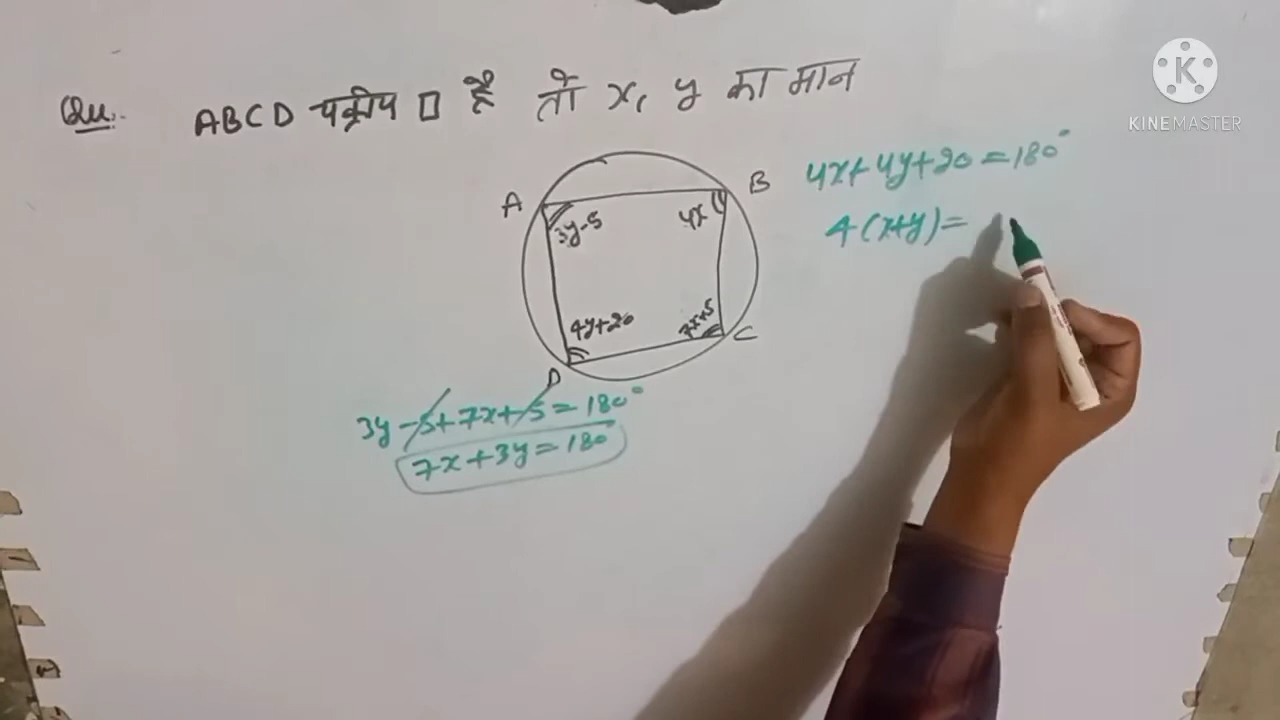 Qu. ABCD चक्रीय □ है तो x, y का मान
KINEMASTER
4x+4y+20=180°
4(x+y)=
A
B
3y-5
4x
4y+20
7x+5
C
D
3y-5+7x+5=180°
7x+3y=180